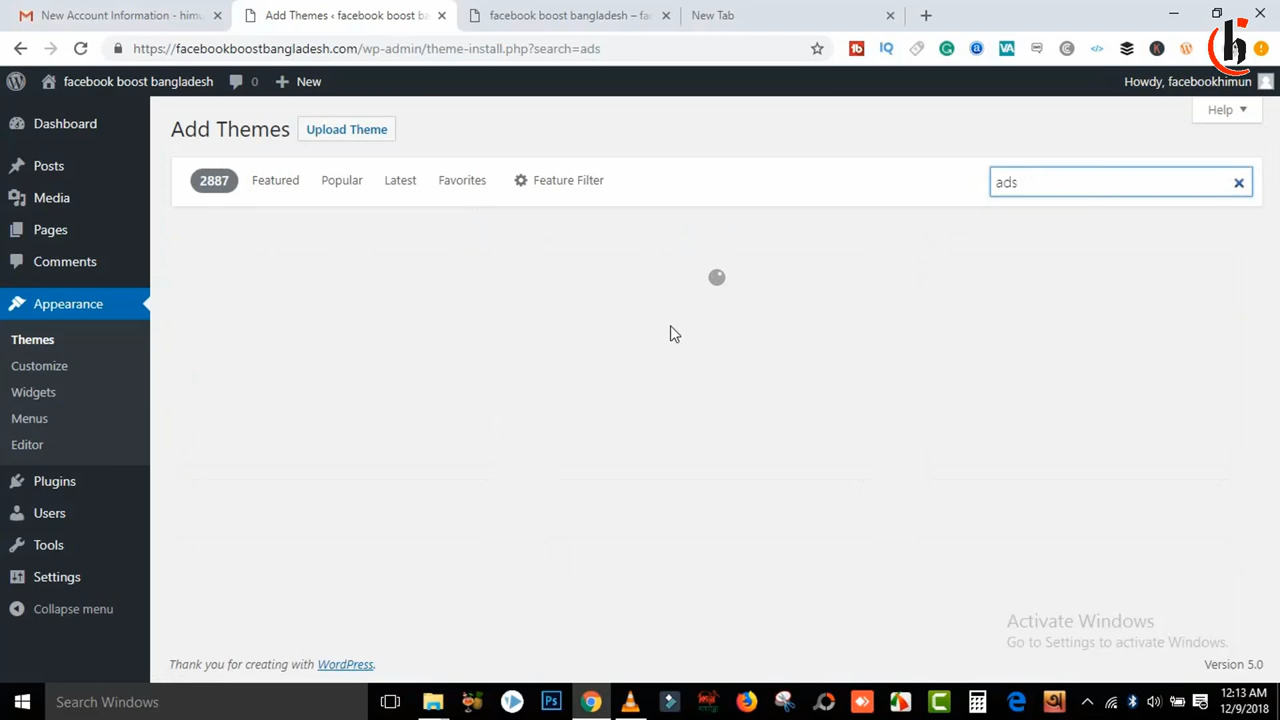 New Account Information - himu
Add Themes ‹ facebook boost ba
facebook boost bangladesh – fac
New Tab
https://facebookboostbangladesh.com/wp-admin/theme-install.php?search=ads
facebook boost bangladesh
0
New
Howdy, facebookhimun
Help
Dashboard
Posts
Media
Pages
Comments
Appearance
Themes
Customize
Widgets
Menus
Editor
Plugins
Users
Tools
Settings
Collapse menu
Add Themes
Upload Theme
2887
Featured
Popular
Latest
Favorites
Feature Filter
ads
Activate Windows
Go to Settings to activate Windows.
Thank you for creating with WordPress.
Version 5.0
Search Windows
12:13 AM
12/9/2018